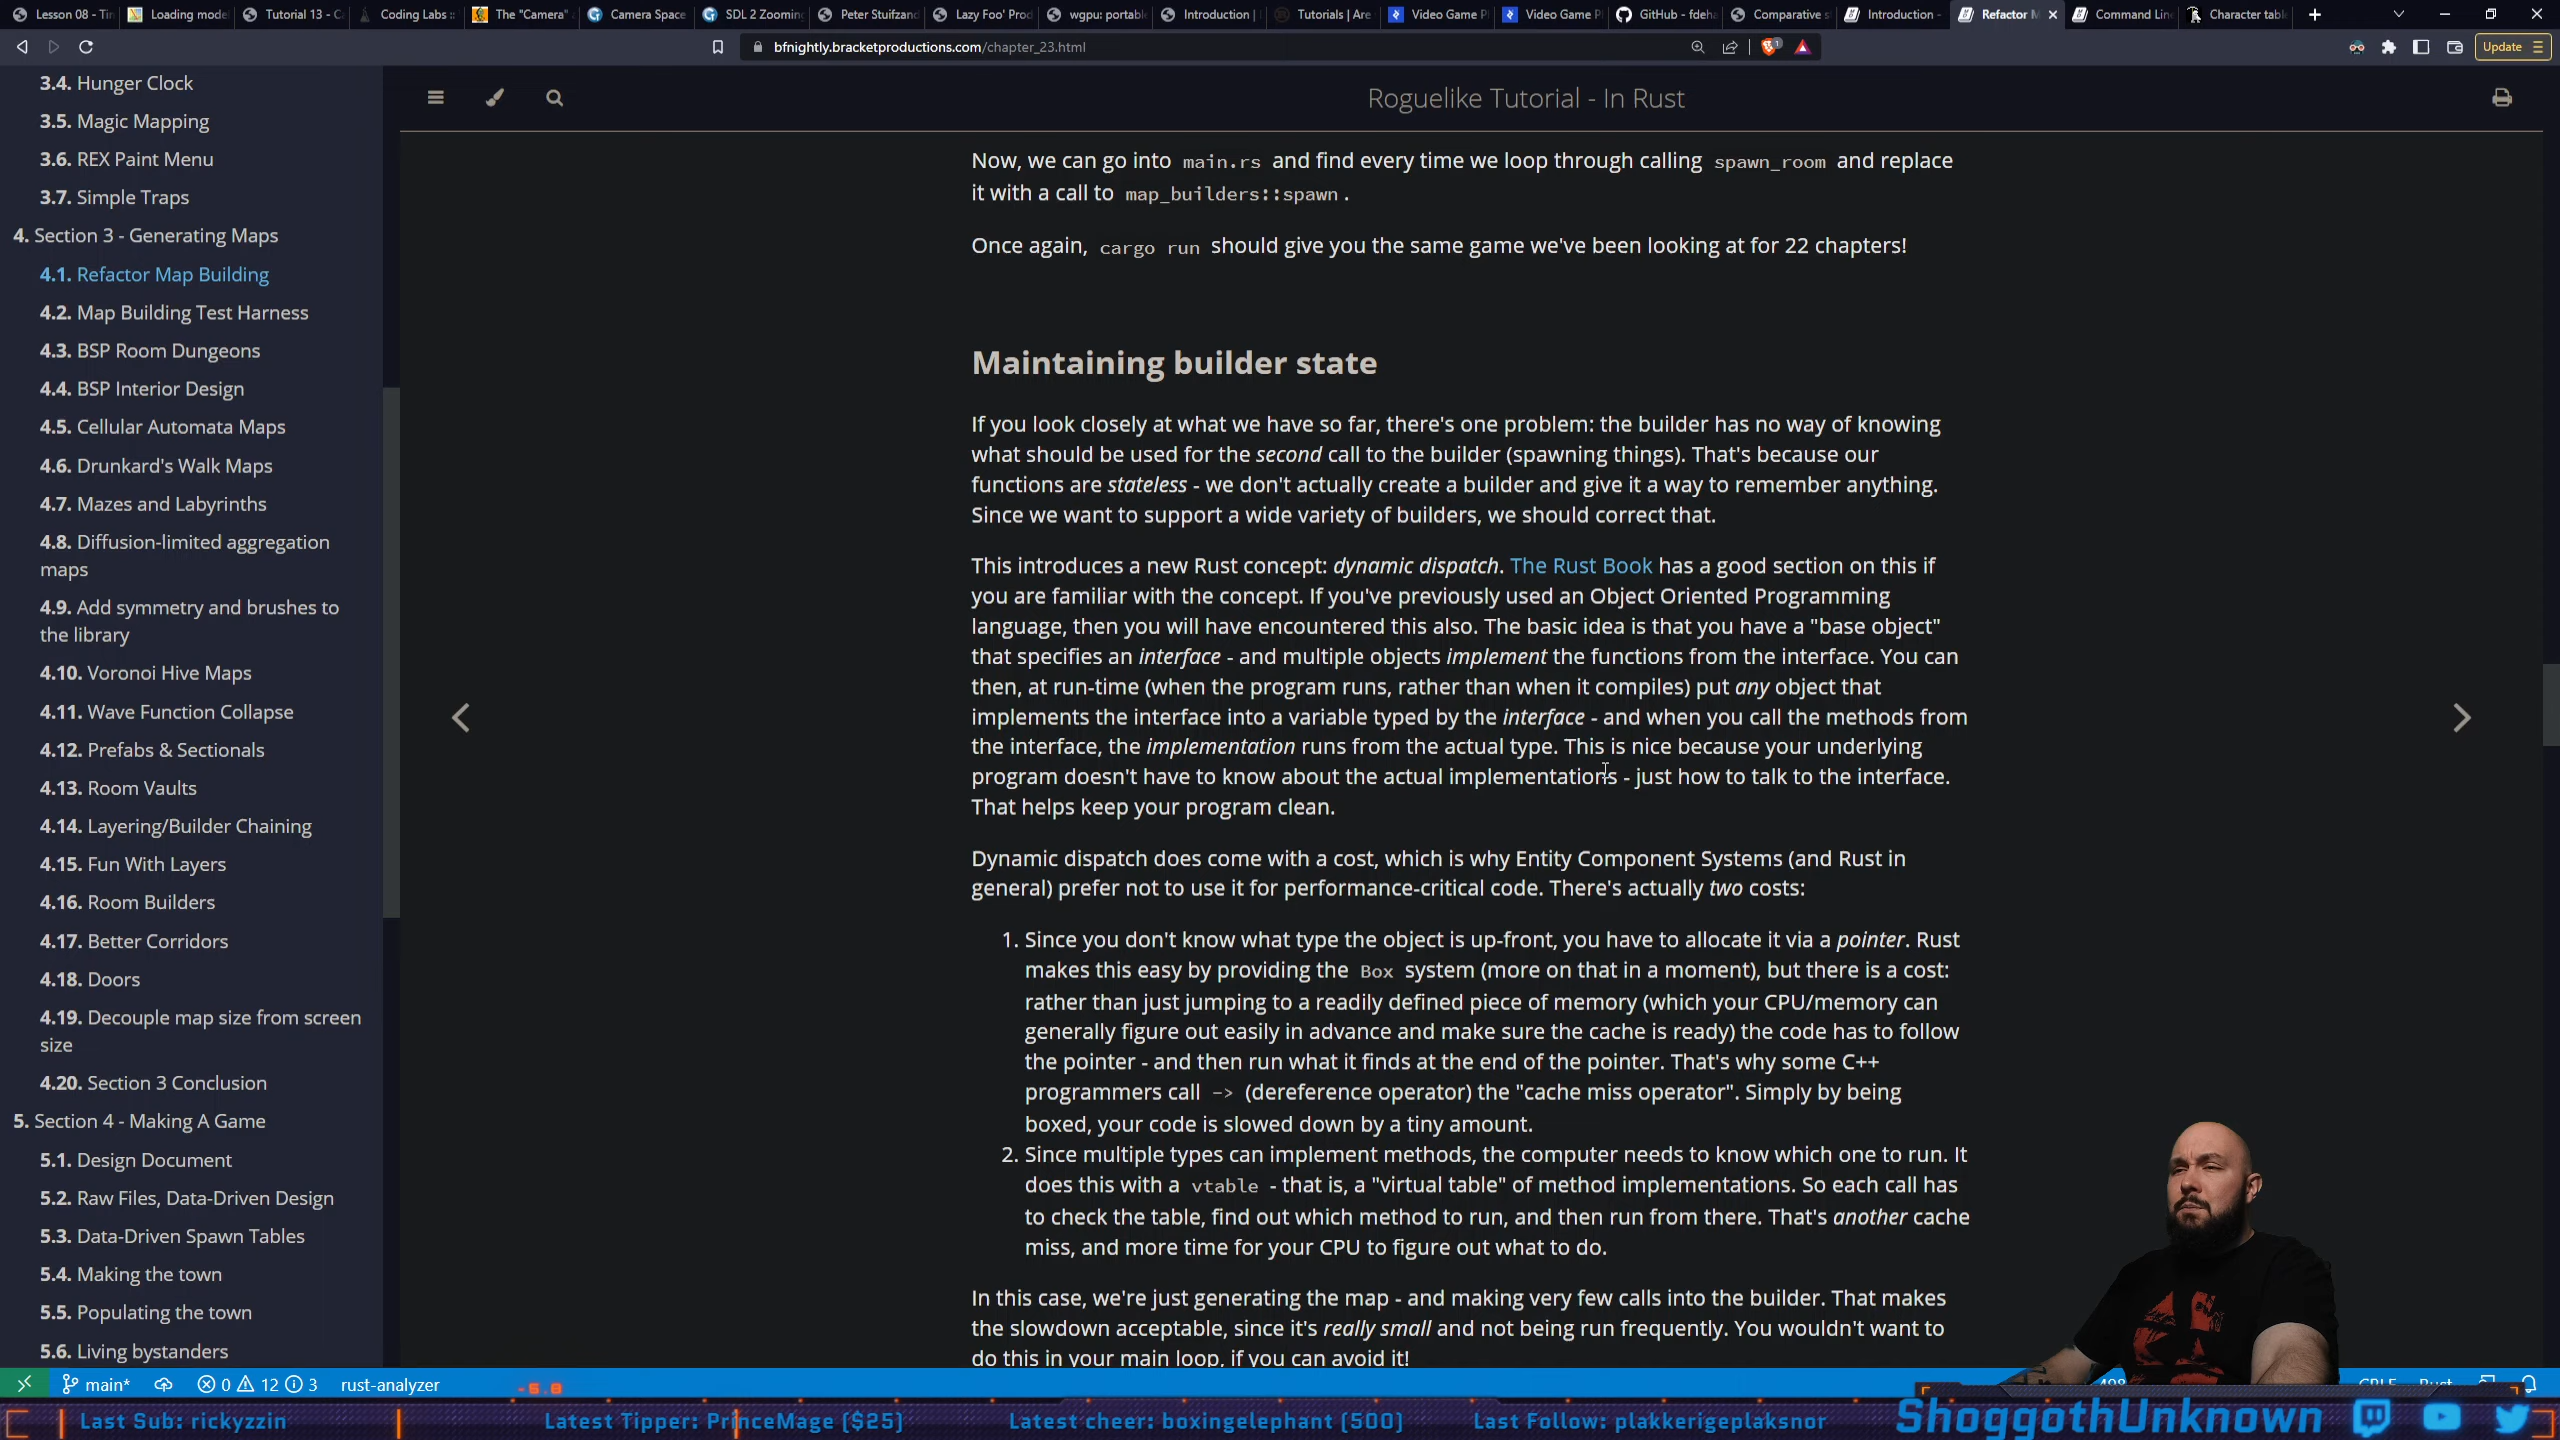 Lesson 08 - Tin
Loading mode
Tutorial 13 - C
Coding Labs ::
The "Camera"
Camera Space
SDL 2 Zooming
Peter Stuifzand
Lazy Foo' Prod
wgpu: portabl
Introduction |
Tutorials | Are
Video Game P
Video Game P
GitHub - fdeh
Comparative s
Introduction -
Refactor M
Command Line
Character tabl
bfnightly.bracketproductions.com/chapter_23.html
Update
3.4. Hunger Clock
3.5. Magic Mapping
3.6. REX Paint Menu
3.7. Simple Traps
4. Section 3 - Generating Maps
4.1. Refactor Map Building
4.2. Map Building Test Harness
4.3. BSP Room Dungeons
4.4. BSP Interior Design
4.5. Cellular Automata Maps
4.6. Drunkard's Walk Maps
4.7. Mazes and Labyrinths
4.8. Diffusion-limited aggregation
maps
4.9. Add symmetry and brushes to
the library
4.10. Voronoi Hive Maps
4.11. Wave Function Collapse
4.12. Prefabs & Sectionals
4.13. Room Vaults
4.14. Layering/Builder Chaining
4.15. Fun With Layers
4.16. Room Builders
4.17. Better Corridors
4.18. Doors
4.19. Decouple map size from screen
size
4.20. Section 3 Conclusion
5. Section 4 - Making A Game
5.1. Design Document
5.2. Raw Files, Data-Driven Design
5.3. Data-Driven Spawn Tables
5.4. Making the town
5.5. Populating the town
5.6. Living bystanders
Roguelike Tutorial - In Rust
Now, we can go into main.rs and find every time we loop through calling spawn_room and replace
it with a call to map_builders::spawn.
Once again, cargo run should give you the same game we've been looking at for 22 chapters!
Maintaining builder state
If you look closely at what we have so far, there's one problem: the builder has no way of knowing
what should be used for the second call to the builder (spawning things). That's because our
functions are stateless - we don't actually create a builder and give it a way to remember anything.
Since we want to support a wide variety of builders, we should correct that.
This introduces a new Rust concept: dynamic dispatch. The Rust Book has a good section on this if
you are familiar with the concept. If you've previously used an Object Oriented Programming
language, then you will have encountered this also. The basic idea is that you have a "base object"
that specifies an interface - and multiple objects implement the functions from the interface. You can
then, at run-time (when the program runs, rather than when it compiles) put any object that
implements the interface into a variable typed by the interface - and when you call the methods from
the interface, the implementation runs from the actual type. This is nice because your underlying
program doesn't have to know about the actual implementations - just how to talk to the interface.
That helps keep your program clean.
Dynamic dispatch does come with a cost, which is why Entity Component Systems (and Rust in
general) prefer not to use it for performance-critical code. There's actually two costs:
1. Since you don't know what type the object is up-front, you have to allocate it via a pointer. Rust
makes this easy by providing the Box system (more on that in a moment), but there is a cost:
rather than just jumping to a readily defined piece of memory (which your CPU/memory can
generally figure out easily in advance and make sure the cache is ready) the code has to follow
the pointer - and then run what it finds at the end of the pointer. That's why some C++
programmers call -> (dereference operator) the "cache miss operator". Simply by being
boxed, your code is slowed down by a tiny amount.
2. Since multiple types can implement methods, the computer needs to know which one to run. It
does this with a vtable - that is, a "virtual table" of method implementations. So each call has
to check the table, find out which method to run, and then run from there. That's another cache
miss, and more time for your CPU to figure out what to do.
In this case, we're just generating the map - and making very few calls into the builder. That makes
the slowdown acceptable, since it's really small and not being run frequently. You wouldn't want to
do this in your main loop, if you can avoid it!
main* 0 12 3 rust-analyzer
-5.8
CRLF Rust
Last Sub: rickyzzin
Latest Tipper: PrinceMage ($25)
Latest cheer: boxingelephant (500)
Last Follow: plakkerigeplaksnor
ShoggothUnknown